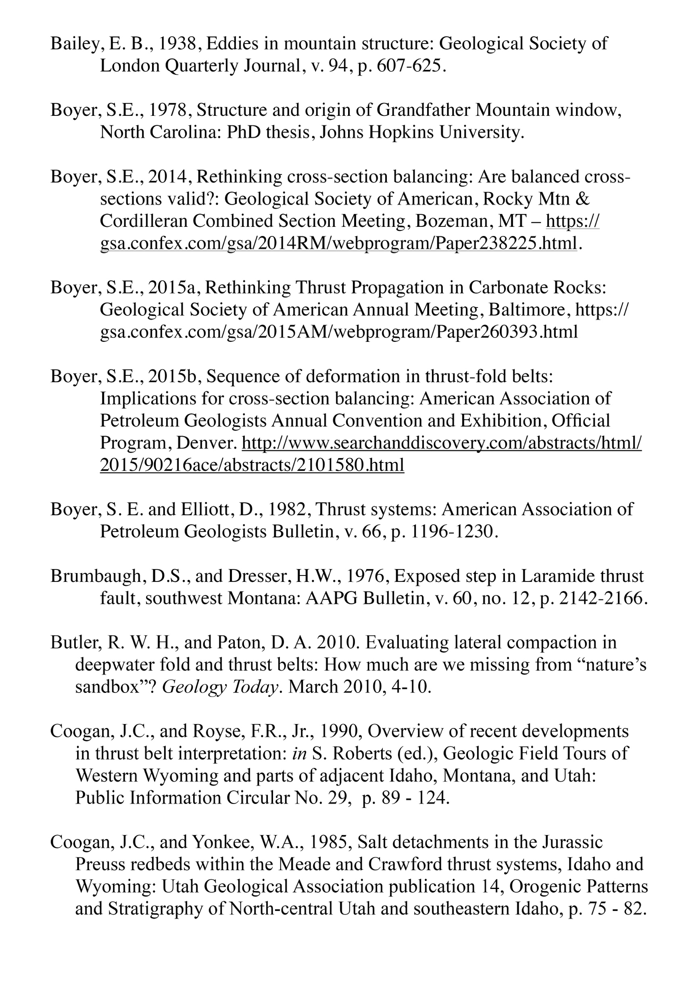 Bailey, E. B., 1938, Eddies in mountain structure: Geological Society of
London Quarterly Journal, v. 94, p. 607-625.
Boyer, S.E., 1978, Structure and origin of Grandfather Mountain window,
North Carolina: PhD thesis, Johns Hopkins University.
Boyer, S.E., 2014, Rethinking cross-section balancing: Are balanced cross-
sections valid?: Geological Society of American, Rocky Mtn &
Cordilleran Combined Section Meeting, Bozeman, MT – https://
gsa.confex.com/gsa/2014RM/webprogram/Paper238225.html.
Boyer, S.E., 2015a, Rethinking Thrust Propagation in Carbonate Rocks:
Geological Society of American Annual Meeting, Baltimore, https://
gsa.confex.com/gsa/2015AM/webprogram/Paper260393.html
Boyer, S.E., 2015b, Sequence of deformation in thrust-fold belts:
Implications for cross-section balancing: American Association of
Petroleum Geologists Annual Convention and Exhibition, Official
Program, Denver. http://www.searchanddiscovery.com/abstracts/html/
2015/90216ace/abstracts/2101580.html
Boyer, S. E. and Elliott, D., 1982, Thrust systems: American Association of
Petroleum Geologists Bulletin, v. 66, p. 1196-1230.
Brumbaugh, D.S., and Dresser, H.W., 1976, Exposed step in Laramide thrust
fault, southwest Montana: AAPG Bulletin, v. 60, no. 12, p. 2142-2166.
Butler, R. W. H., and Paton, D. A. 2010. Evaluating lateral compaction in
deepwater fold and thrust belts: How much are we missing from “nature’s
sandbox”? Geology Today. March 2010, 4-10.
Coogan, J.C., and Royse, F.R., Jr., 1990, Overview of recent developments
in thrust belt interpretation: in S. Roberts (ed.), Geologic Field Tours of
Western Wyoming and parts of adjacent Idaho, Montana, and Utah:
Public Information Circular No. 29,  p. 89 - 124.
Coogan, J.C., and Yonkee, W.A., 1985, Salt detachments in the Jurassic
Preuss redbeds within the Meade and Crawford thrust systems, Idaho and
Wyoming: Utah Geological Association publication 14, Orogenic Patterns
and Stratigraphy of North-central Utah and southeastern Idaho, p. 75 - 82.